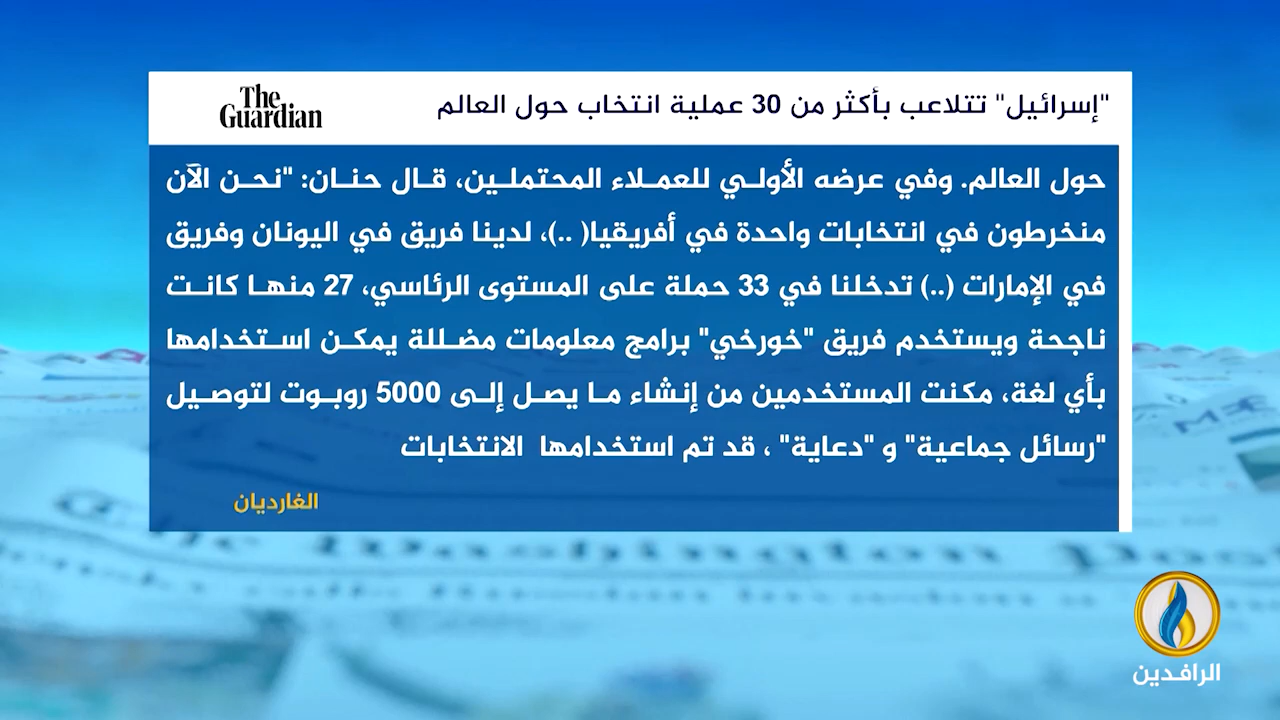 The
Guardian
"إسرائيل" تتلاعب بأكثر من 30 عملية انتخاب حول العالم
حول العالم. وفي عرضه الأولي للعملاء المحتملين، قال حنان: "نحن الآن
منخرطون في انتخابات واحدة في أفريقيا( ..)، لدينا فريق في اليونان وفريق
في الإمارات (..) تدخلنا في 33 حملة على المستوى الرئاسي، 27 منها كانت
ناجحة ويستخدم فريق "خورخي" برامج معلومات مضللة يمكن استخدامها
بأي لغة، مكنت المستخدمين من إنشاء ما يصل إلى 5000 روبوت لتوصيل
"رسائل جماعية" و "دعاية" ، قد تم استخدامها الانتخابات
الغارديان
الرافدين